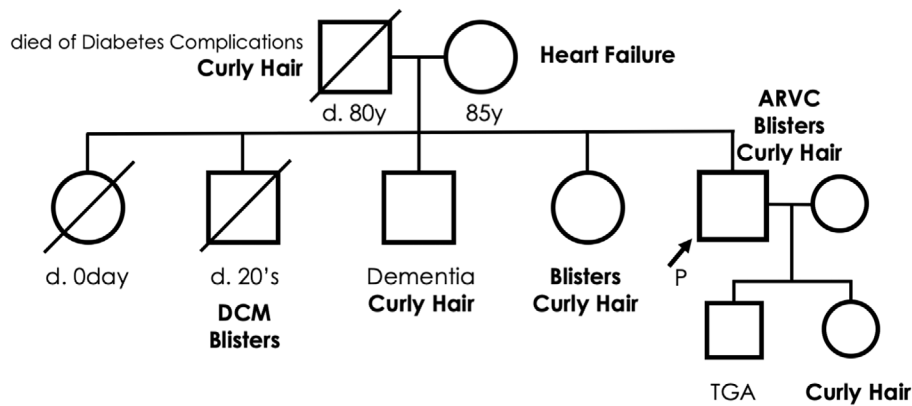 died of Diabetes Complications
Curly Hair
Heart Failure
d. 80y
85y
ARVC
Blisters
Curly Hair
d. 0day
d. 20's
DCM
Blisters
Dementia
Curly Hair
Blisters
Curly Hair
P
TGA
Curly Hair